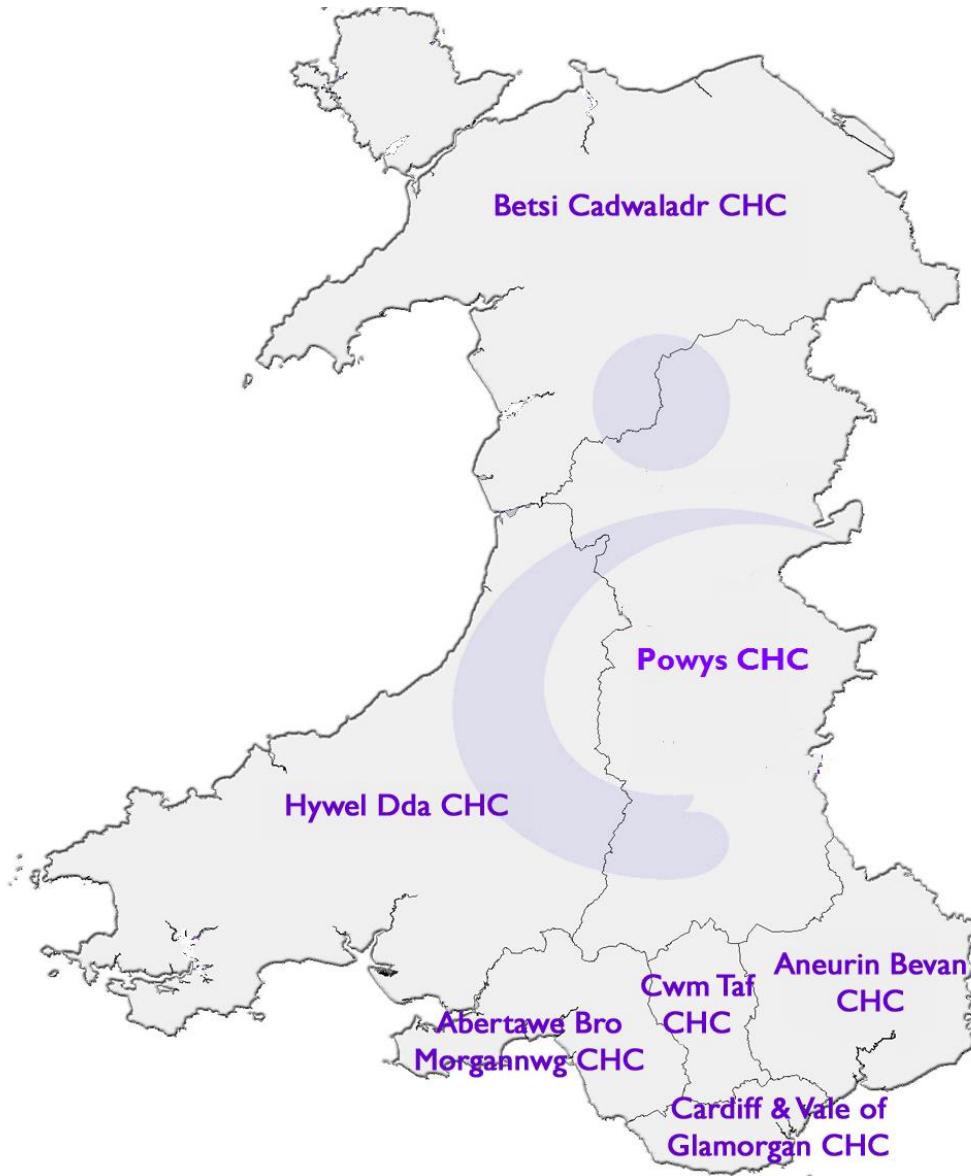 Betsi Cadwaladr CHC
Powys CHC
Hywel Dda CHC
Aneurin Bevan
CHC
Cwm Taf
CHC
Abertawe Bro
Morgannwg CHC
Cardiff & Vale of
Glamorgan CHC